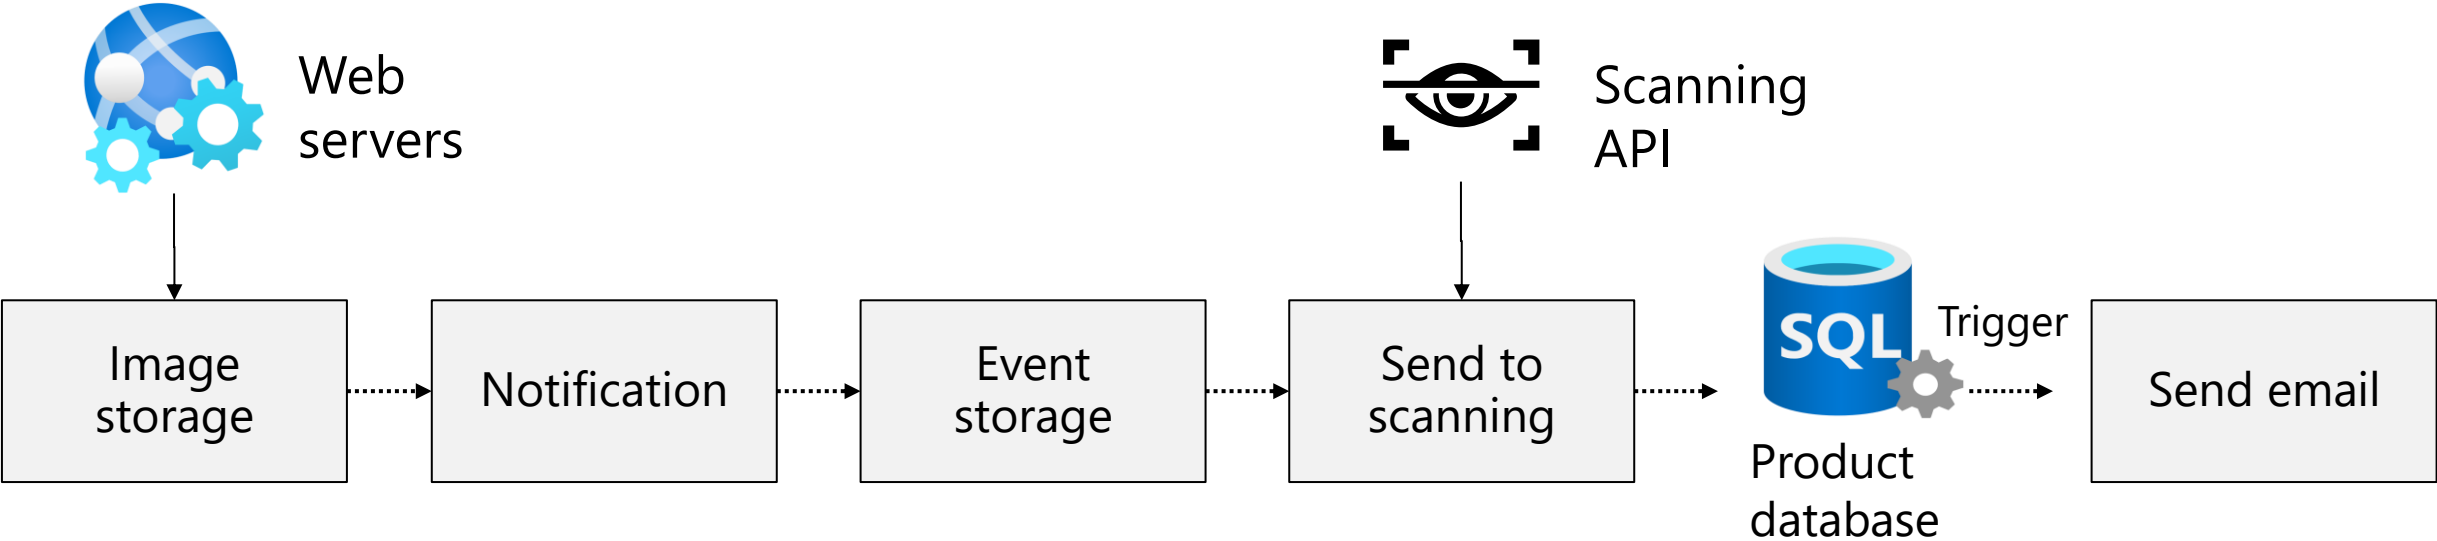 Web
servers
Scanning
API
Image
storage
Notification
Event
storage
Send to
scanning
SQL
Trigger
Product
database
Send email